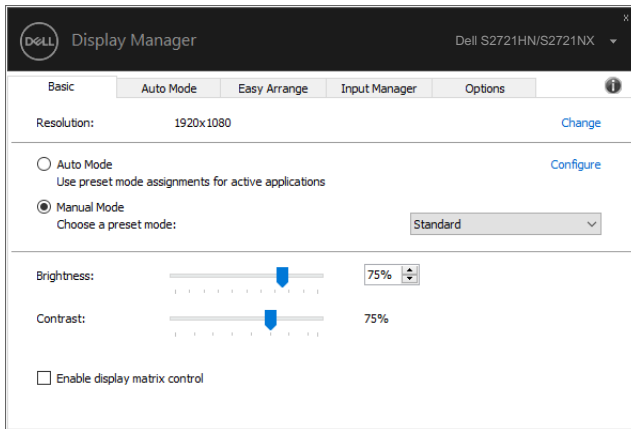 x
DELL Display Manager Dell S2721HN/S2721NX
Basic Auto Mode Easy Arrange Input Manager Options i
Resolution: 1920x1080 Change
Auto Mode Configure
Use preset mode assignments for active applications
Manual Mode
Choose a preset mode: Standard
Brightness: 75%
Contrast: 75%
Enable display matrix control